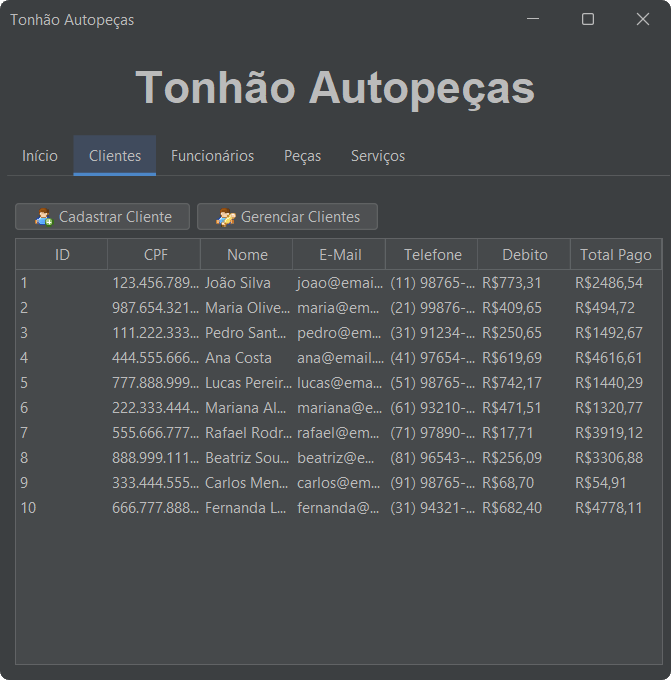 Tonhão Autopeças
Tonhão Autopeças
Início Clientes Funcionários Peças Serviços
Cadastrar Cliente Gerenciar Clientes
ID CPF Nome E-Mail Telefone Debito Total Pago
1 123.456.789... João Silva joao@emai... (11) 98765-... R$773,31 R$2486,54
2 987.654.321... Maria Olive... maria@em... (21) 99876-... R$409,65 R$494,72
3 111.222.333... Pedro Sant... pedro@em... (31) 91234-... R$250,65 R$1492,67
4 444.555.666... Ana Costa ana@email.... (41) 97654-... R$619,69 R$4616,61
5 777.888.999... Lucas Pereir... lucas@ema... (51) 98765-... R$742,17 R$1440,29
6 222.333.444... Mariana Al... mariana@e... (61) 93210-... R$471,51 R$1320,77
7 555.666.777... Rafael Rodr... rafael@em... (71) 97890-... R$17,71 R$3919,12
8 888.999.111... Beatriz Sou... beatriz@e... (81) 96543-... R$256,09 R$3306,88
9 333.444.555... Carlos Men... carlos@em... (91) 98765-... R$68,70 R$54,91
10 666.777.888... Fernanda L... fernanda@... (31) 94321-... R$682,40 R$4778,11